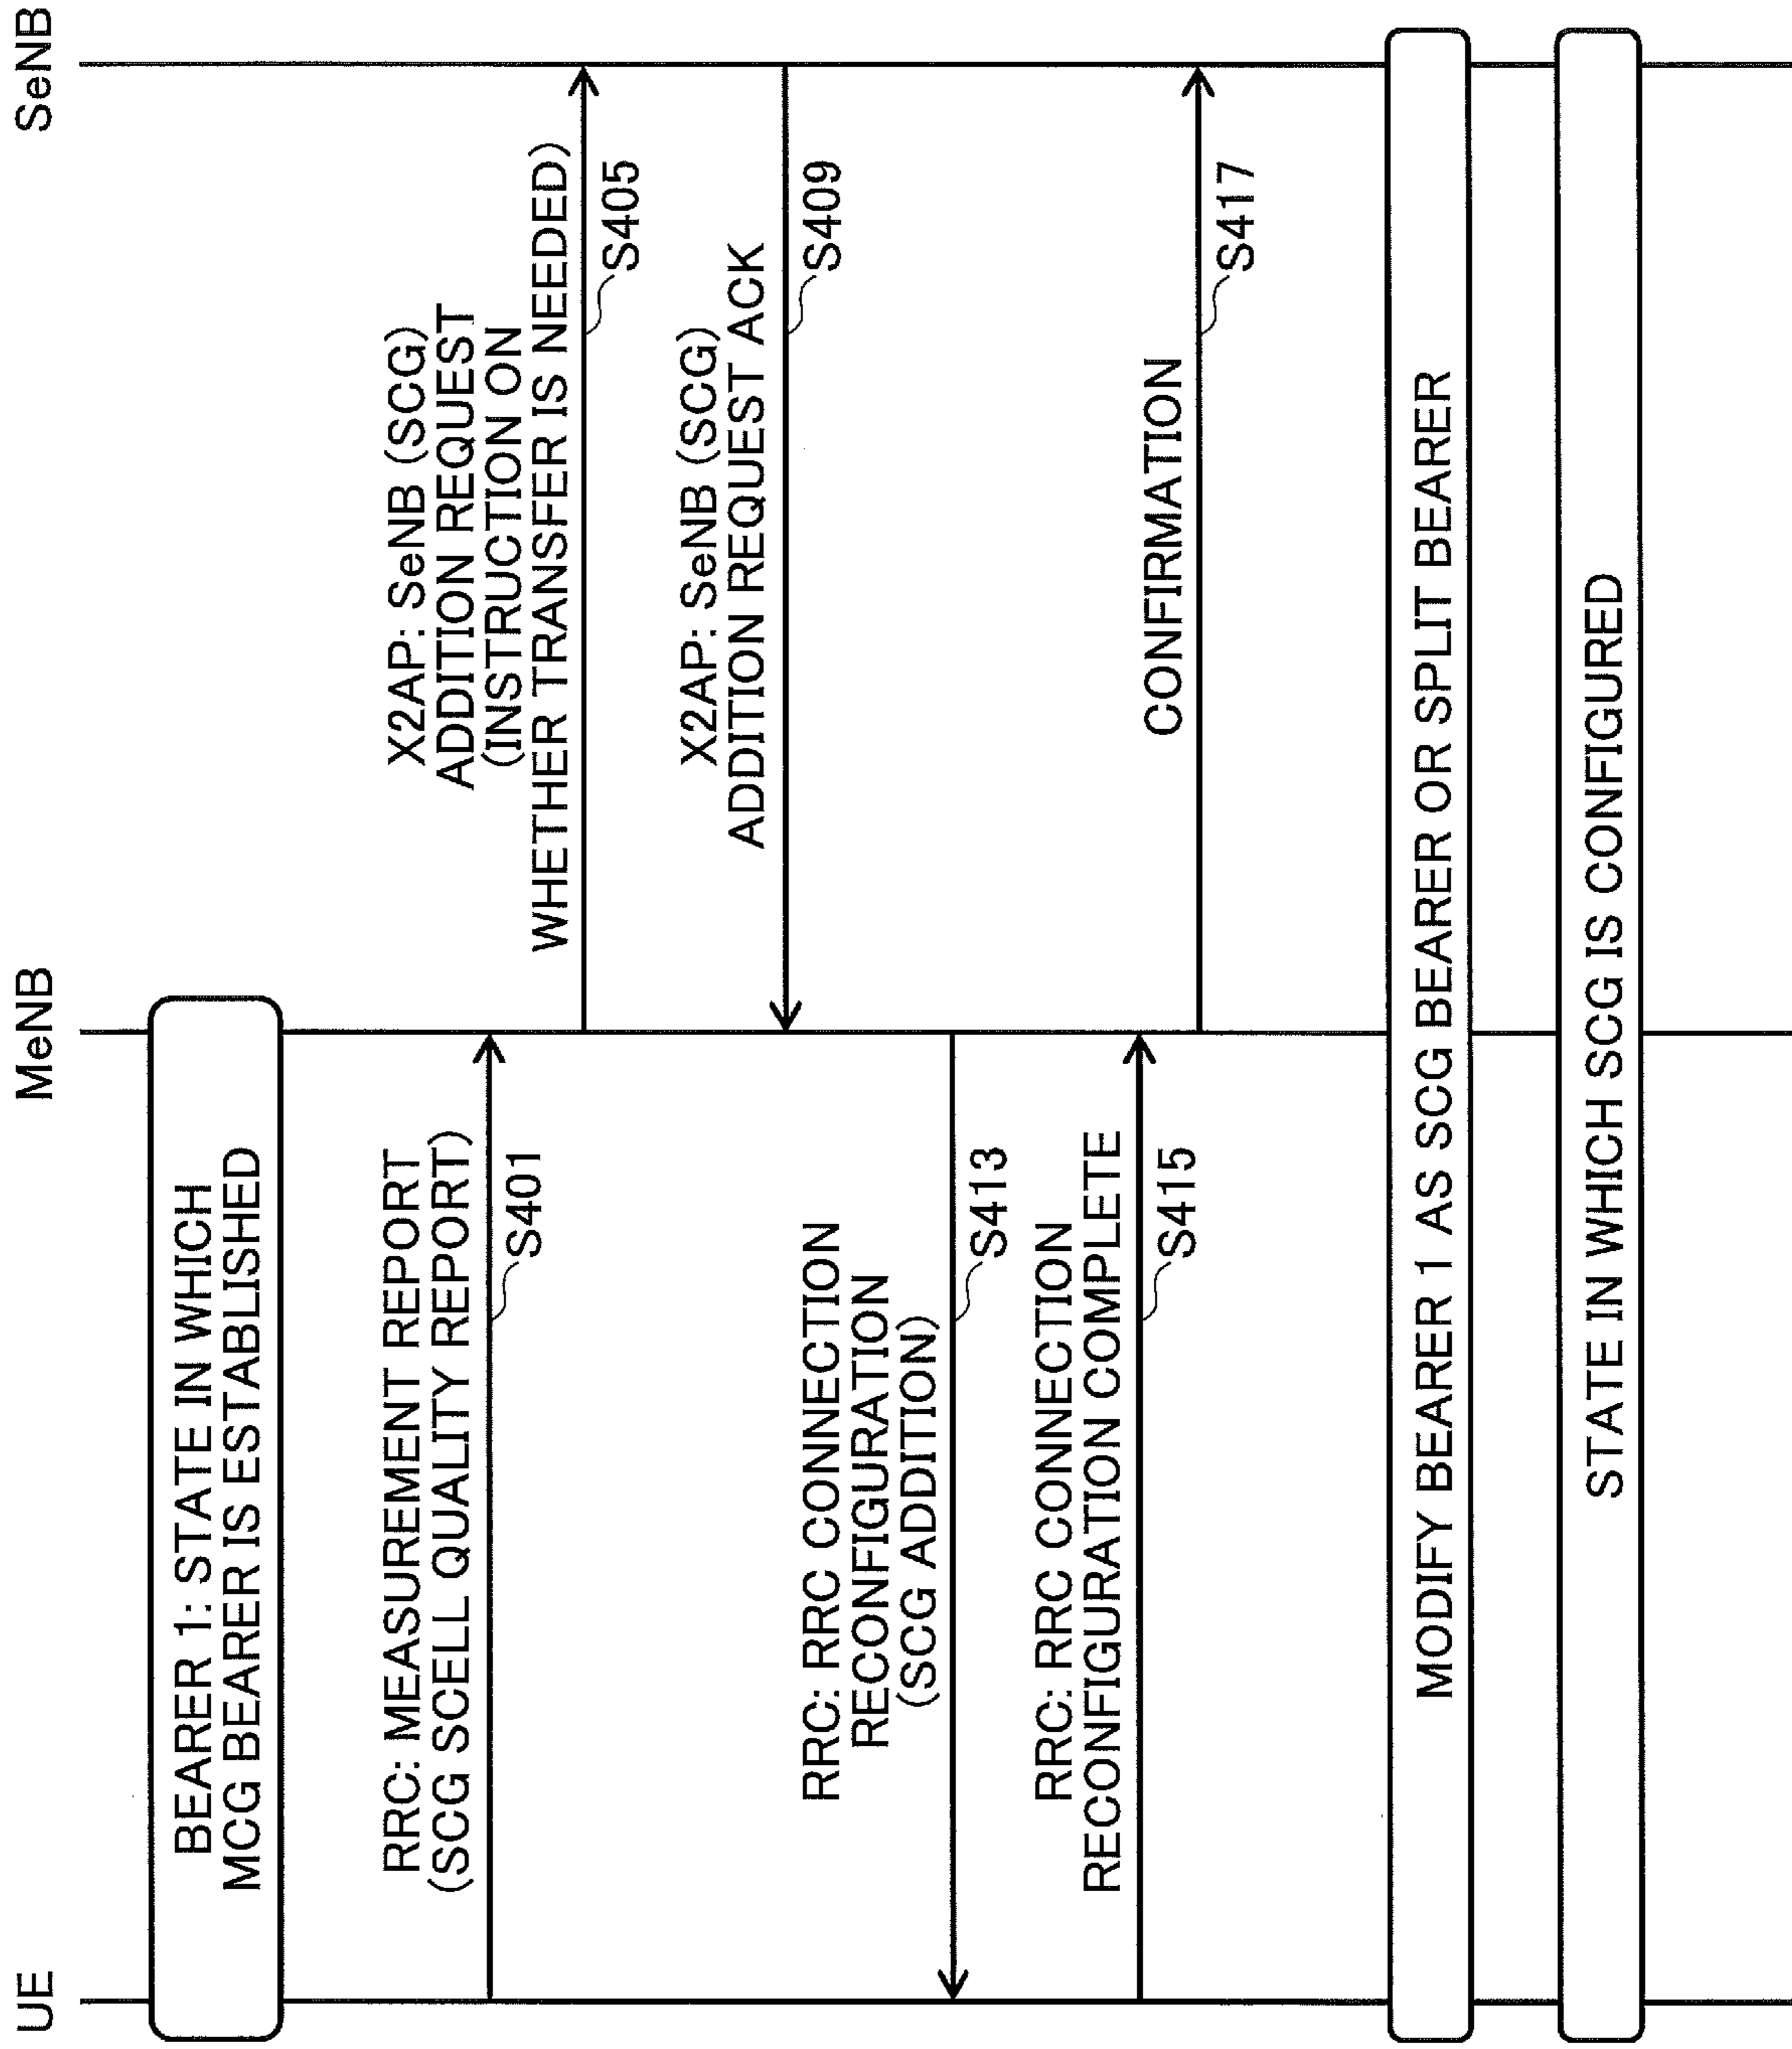 UE
MeNB
SeNB
BEARER 1: STATE IN WHICH
MCG BEARER IS ESTABLISHED
RRC: MEASUREMENT REPORT
(SCG SCELL QUALITY REPORT)
S401
X2AP: SeNB (SCG)
ADDITION REQUEST
(INSTRUCTION ON
WHETHER TRANSFER IS NEEDED)
S405
X2AP: SeNB (SCG)
ADDITION REQUEST ACK
S409
RRC: RRC CONNECTION
RECONFIGURATION
(SCG ADDITION)
S413
RRC: RRC CONNECTION
RECONFIGURATION COMPLETE
S415
CONFIRMATION
S417
MODIFY BEARER 1 AS SCG BEARER OR SPLIT BEARER
STATE IN WHICH SCG IS CONFIGURED